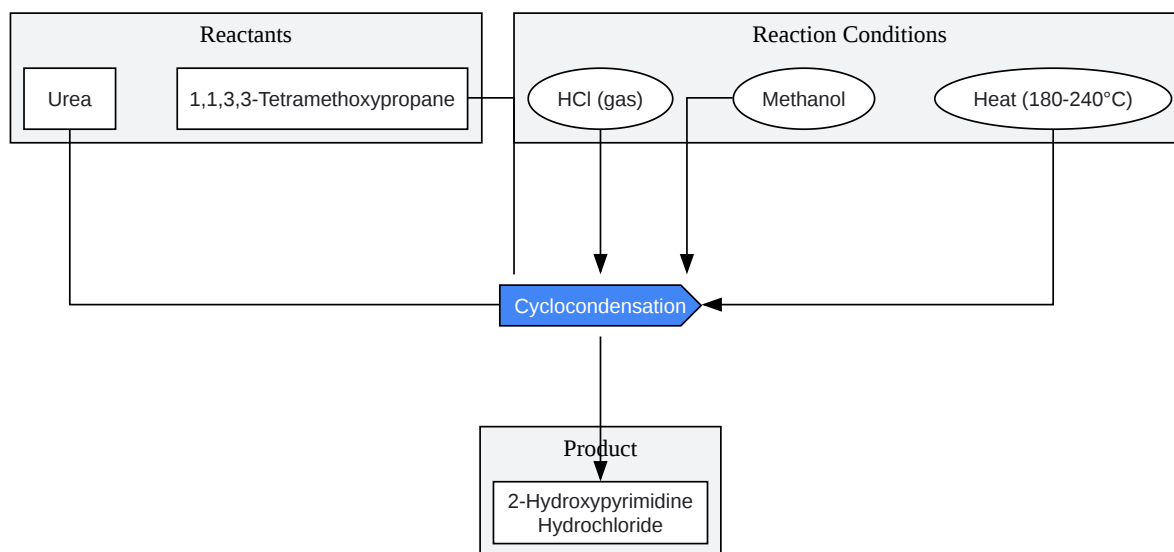 Reactants
Reaction Conditions
Urea
1,1,3,3-Tetramethoxypropane
HCl (gas)
Methanol
Heat (180-240°C)
Cyclocondensation
Product
2-Hydroxypyrimidine
Hydrochloride